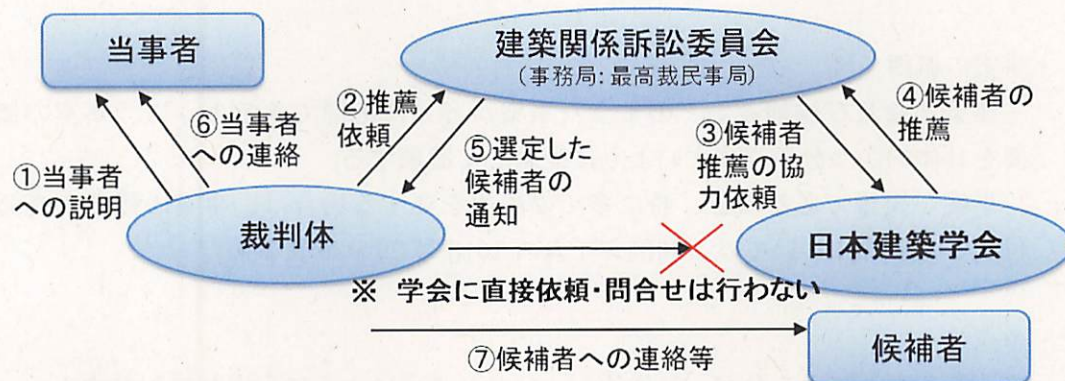 当事者
建築関係訴訟委員会
（事務局：最高裁民事局）
①当事者
への説明
⑥当事者
への連絡
②推薦
依頼
⑤選定した
候補者の
通知
③候補者
推薦の協
力依頼
④候補者の
推薦
裁判体
日本建築学会
※ 学会に直接依頼・問合せは行わない
⑦候補者への連絡等
候補者